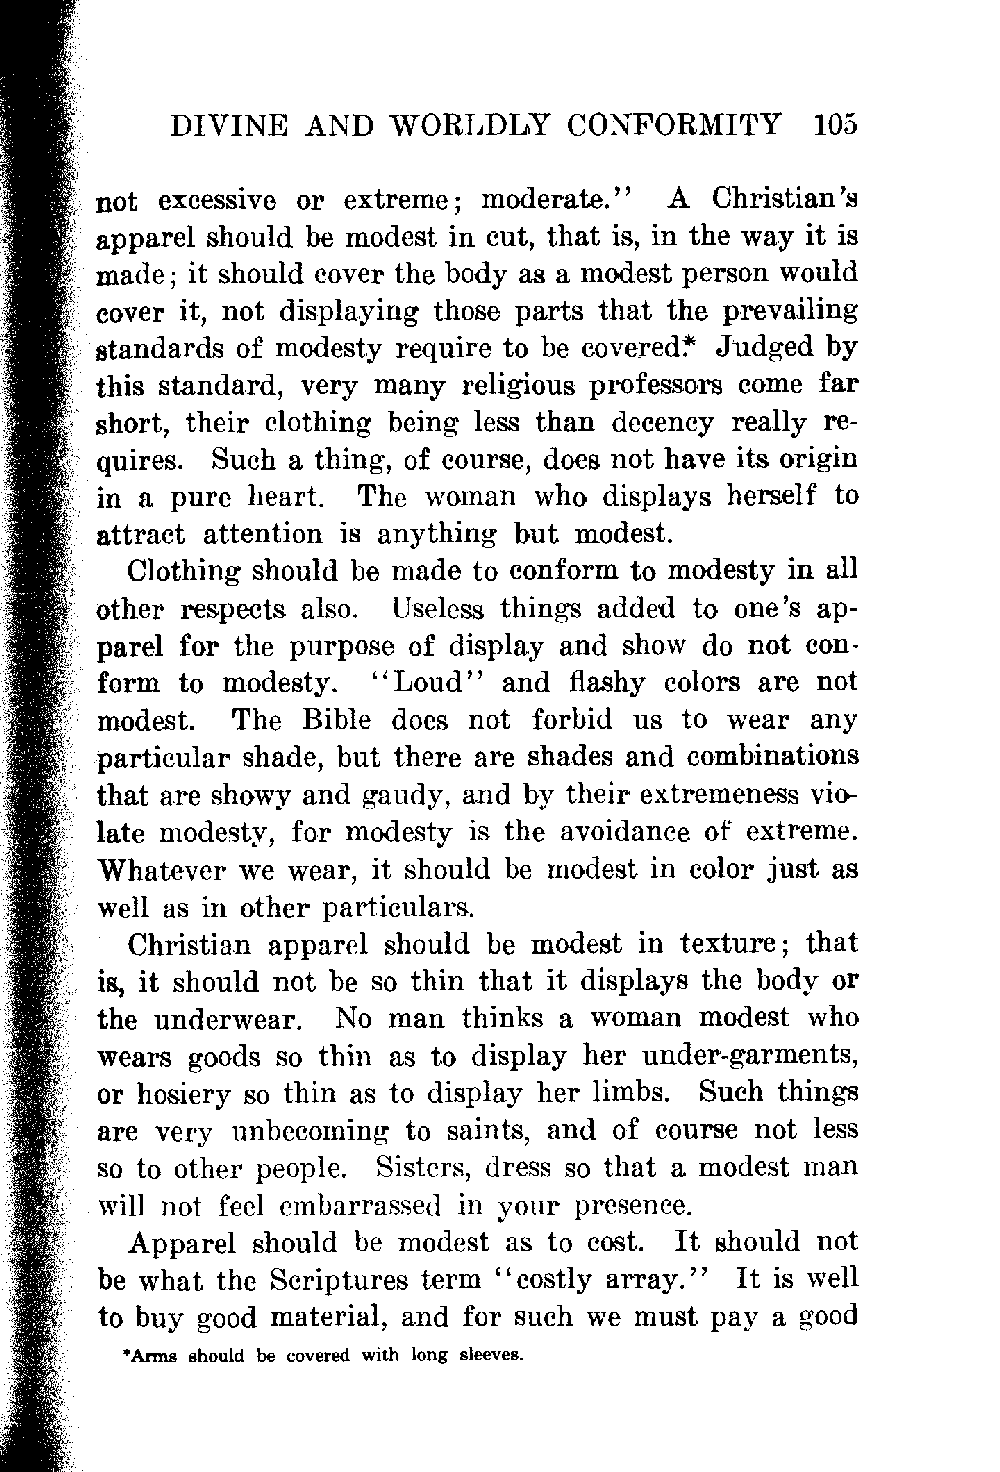 DIVINE AND WORLDLY CONFORMITY 105
not excessive or extreme; moderate.'' A Christian's
apparel should be modest in cut, that is, in the way it is
made; it should cover the body as a modest person would
cover it, not displaying those parts that the prevailing
standards of modesty require to be covered.* Judged by
this standard, very many religious professors come far
short, their clothing being less than decency really re-
quires. Such a thing, of course, does not have its origin
in a pure heart. The woman who displays herself to
attract attention is anything but modest.
Clothing should be made to conform to modesty in all
other respects also. Useless things added to one's ap-
parel for the purpose of display and show do not con-
form to modesty. ''Loud'' and flashy colors are not
modest. The Bible does not forbid us to wear any
particular shade, but there are shades and combinations
that are showy and gaudy, and by their extremeness vio-
late modesty, for modesty is the avoidance of extreme.
Whatever we wear, it should be modest in color just as
well as in other particulars.
Christian apparel should be modest in texture; that
is, it should not be so thin that it displays the body or
the underwear. No man thinks a woman modest who
wears goods so thin as to display her under-garments,
or hosiery so thin as to display her limbs. Such things
are very unbecoming to saints, and of course not less
so to other people. Sisters, dress so that a modest man
will not feel embarrassed in your presence.
Apparel should be modest as to cost. It should not
be what the Scriptures term ''costly array.'' It is well
to buy good material, and for such we must pay a good
*Arms should be covered with long sleeves.